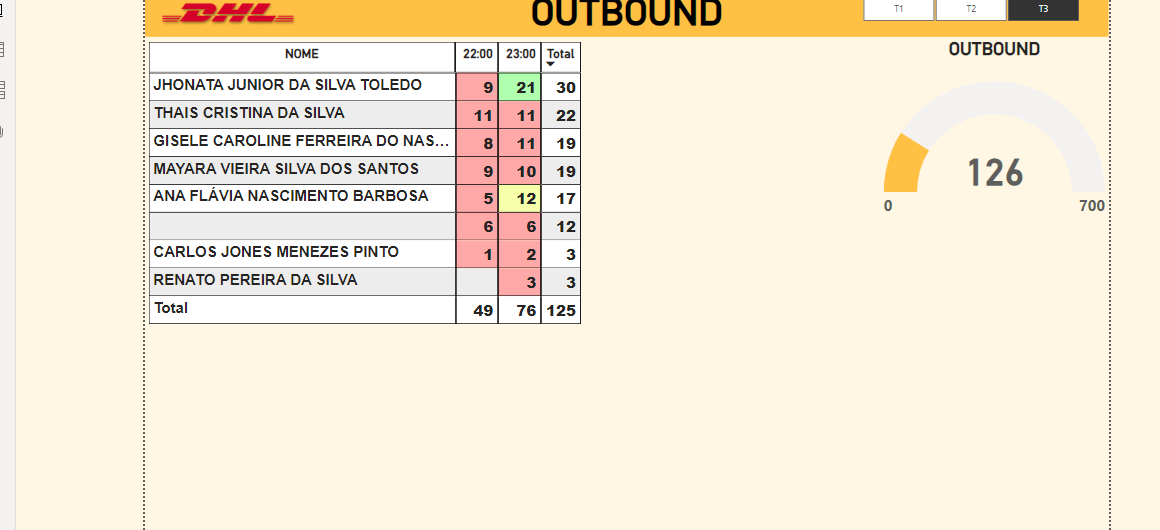 DHL
OUTBOUND
T1 T2 T3
NOME 22:00 23:00 Total
JHONATA JUNIOR DA SILVA TOLEDO 9 21 30
THAIS CRISTINA DA SILVA 11 11 22
GISELE CAROLINE FERREIRA DO NAS... 8 11 19
MAYARA VIEIRA SILVA DOS SANTOS 9 10 19
ANA FLÁVIA NASCIMENTO BARBOSA 5 12 17
6 6 12
CARLOS JONES MENEZES PINTO 1 2 3
RENATO PEREIRA DA SILVA 3 3
Total 49 76 125
OUTBOUND
126
0 700